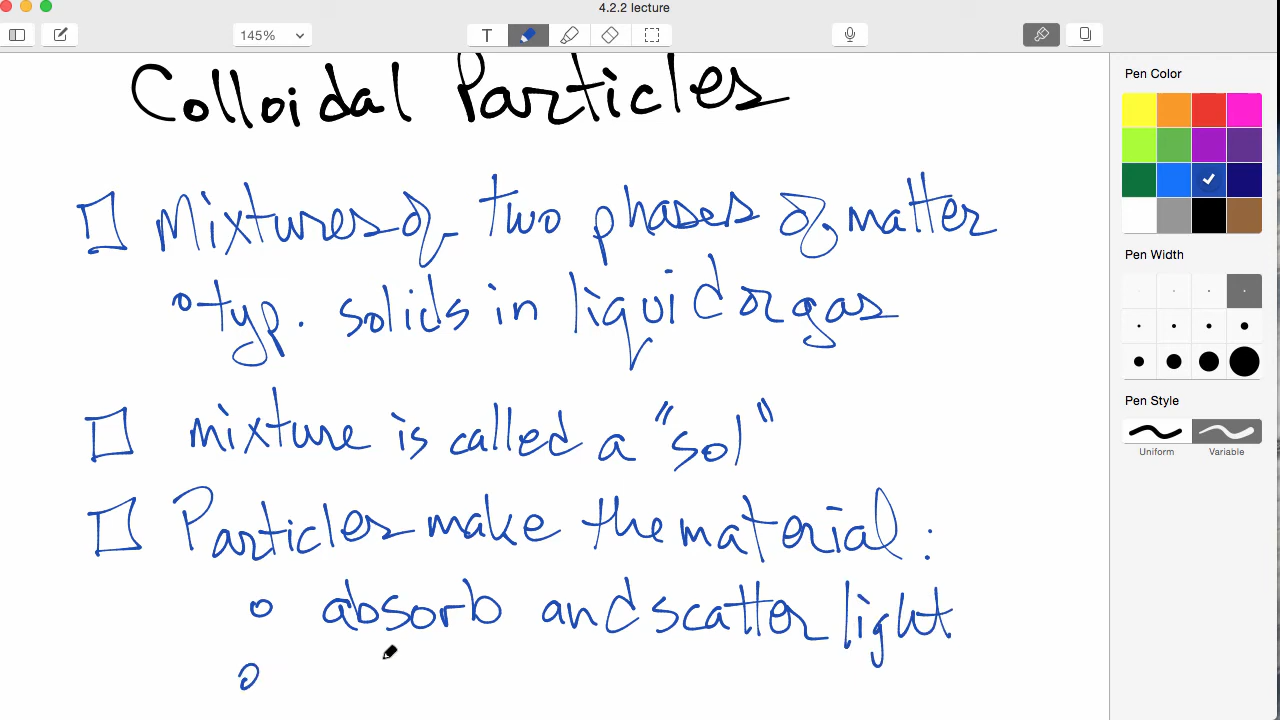 4.2.2 lecture
145%
T
Colloidal Particles
Mixtures of two phases of matter
typ. solids in liquid or gas
mixture is called a "sol"
Particles make the material:
absorb and scatter light
Pen Color
Pen Width
Pen Style
Uniform Variable